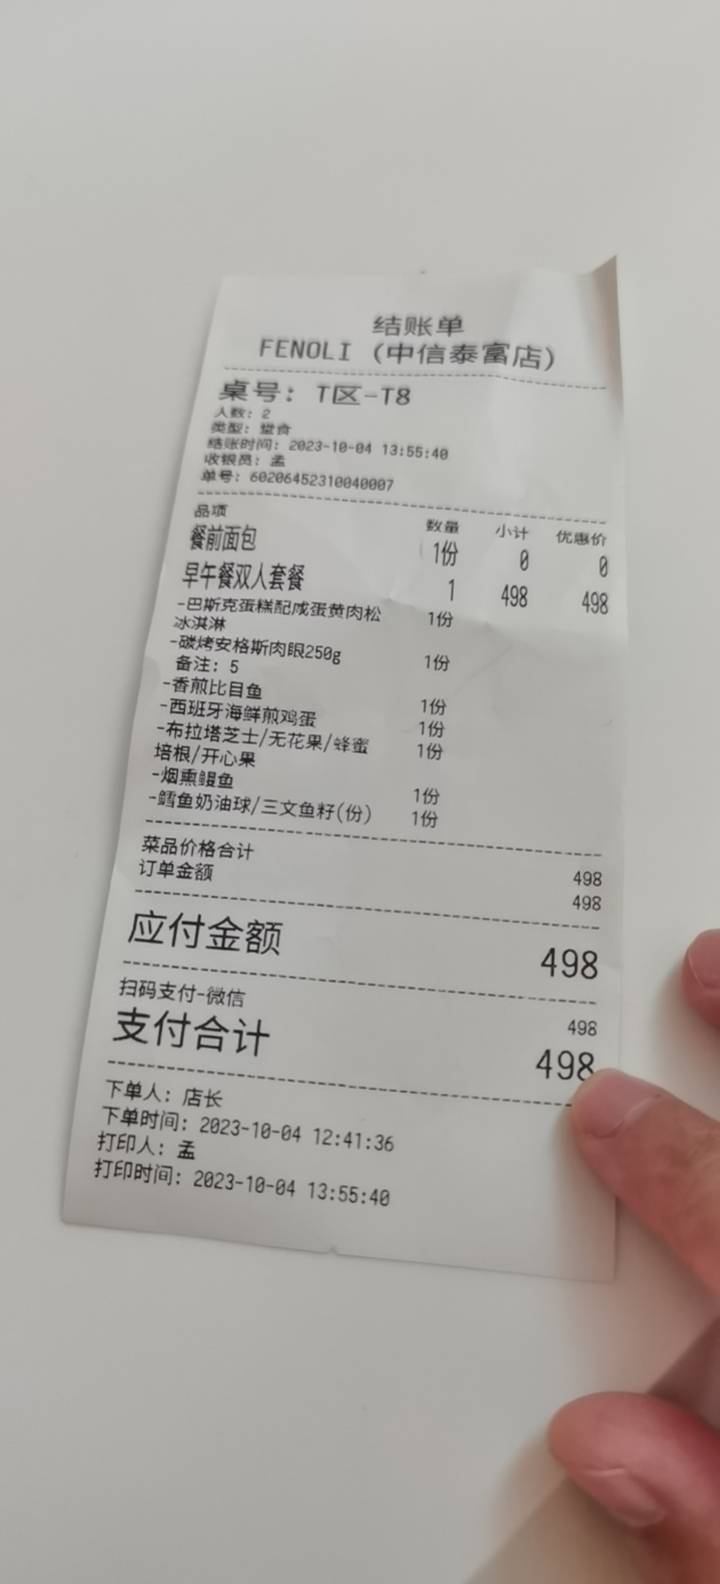 结账单
FENOLI (中信泰富店)
桌号: T区-T8
人数: 2
类型: 堂食
结账时间: 2023-10-04 13:55:40
收银员: 孟
单号: 60206452310040007
品项 数量 小计 优惠价
餐前面包 1份 0 0
早午餐双人套餐 1 498 498
-巴斯克蛋糕配咸蛋黄肉松 1份
冰淇淋
-碳烤安格斯肉眼250g 1份
备注: 5
-香煎比目鱼 1份
-西班牙海鲜煎鸡蛋 1份
-布拉塔芝士/无花果/蜂蜜 1份
培根/开心果
-烟熏鳗鱼 1份
-鳕鱼奶油球/三文鱼籽(份) 1份
菜品价格合计 498
订单金额 498
应付金额 498
扫码支付-微信 498
支付合计 498
下单人: 店长
下单时间: 2023-10-04 12:41:36
打印人: 孟
打印时间: 2023-10-04 13:55:40